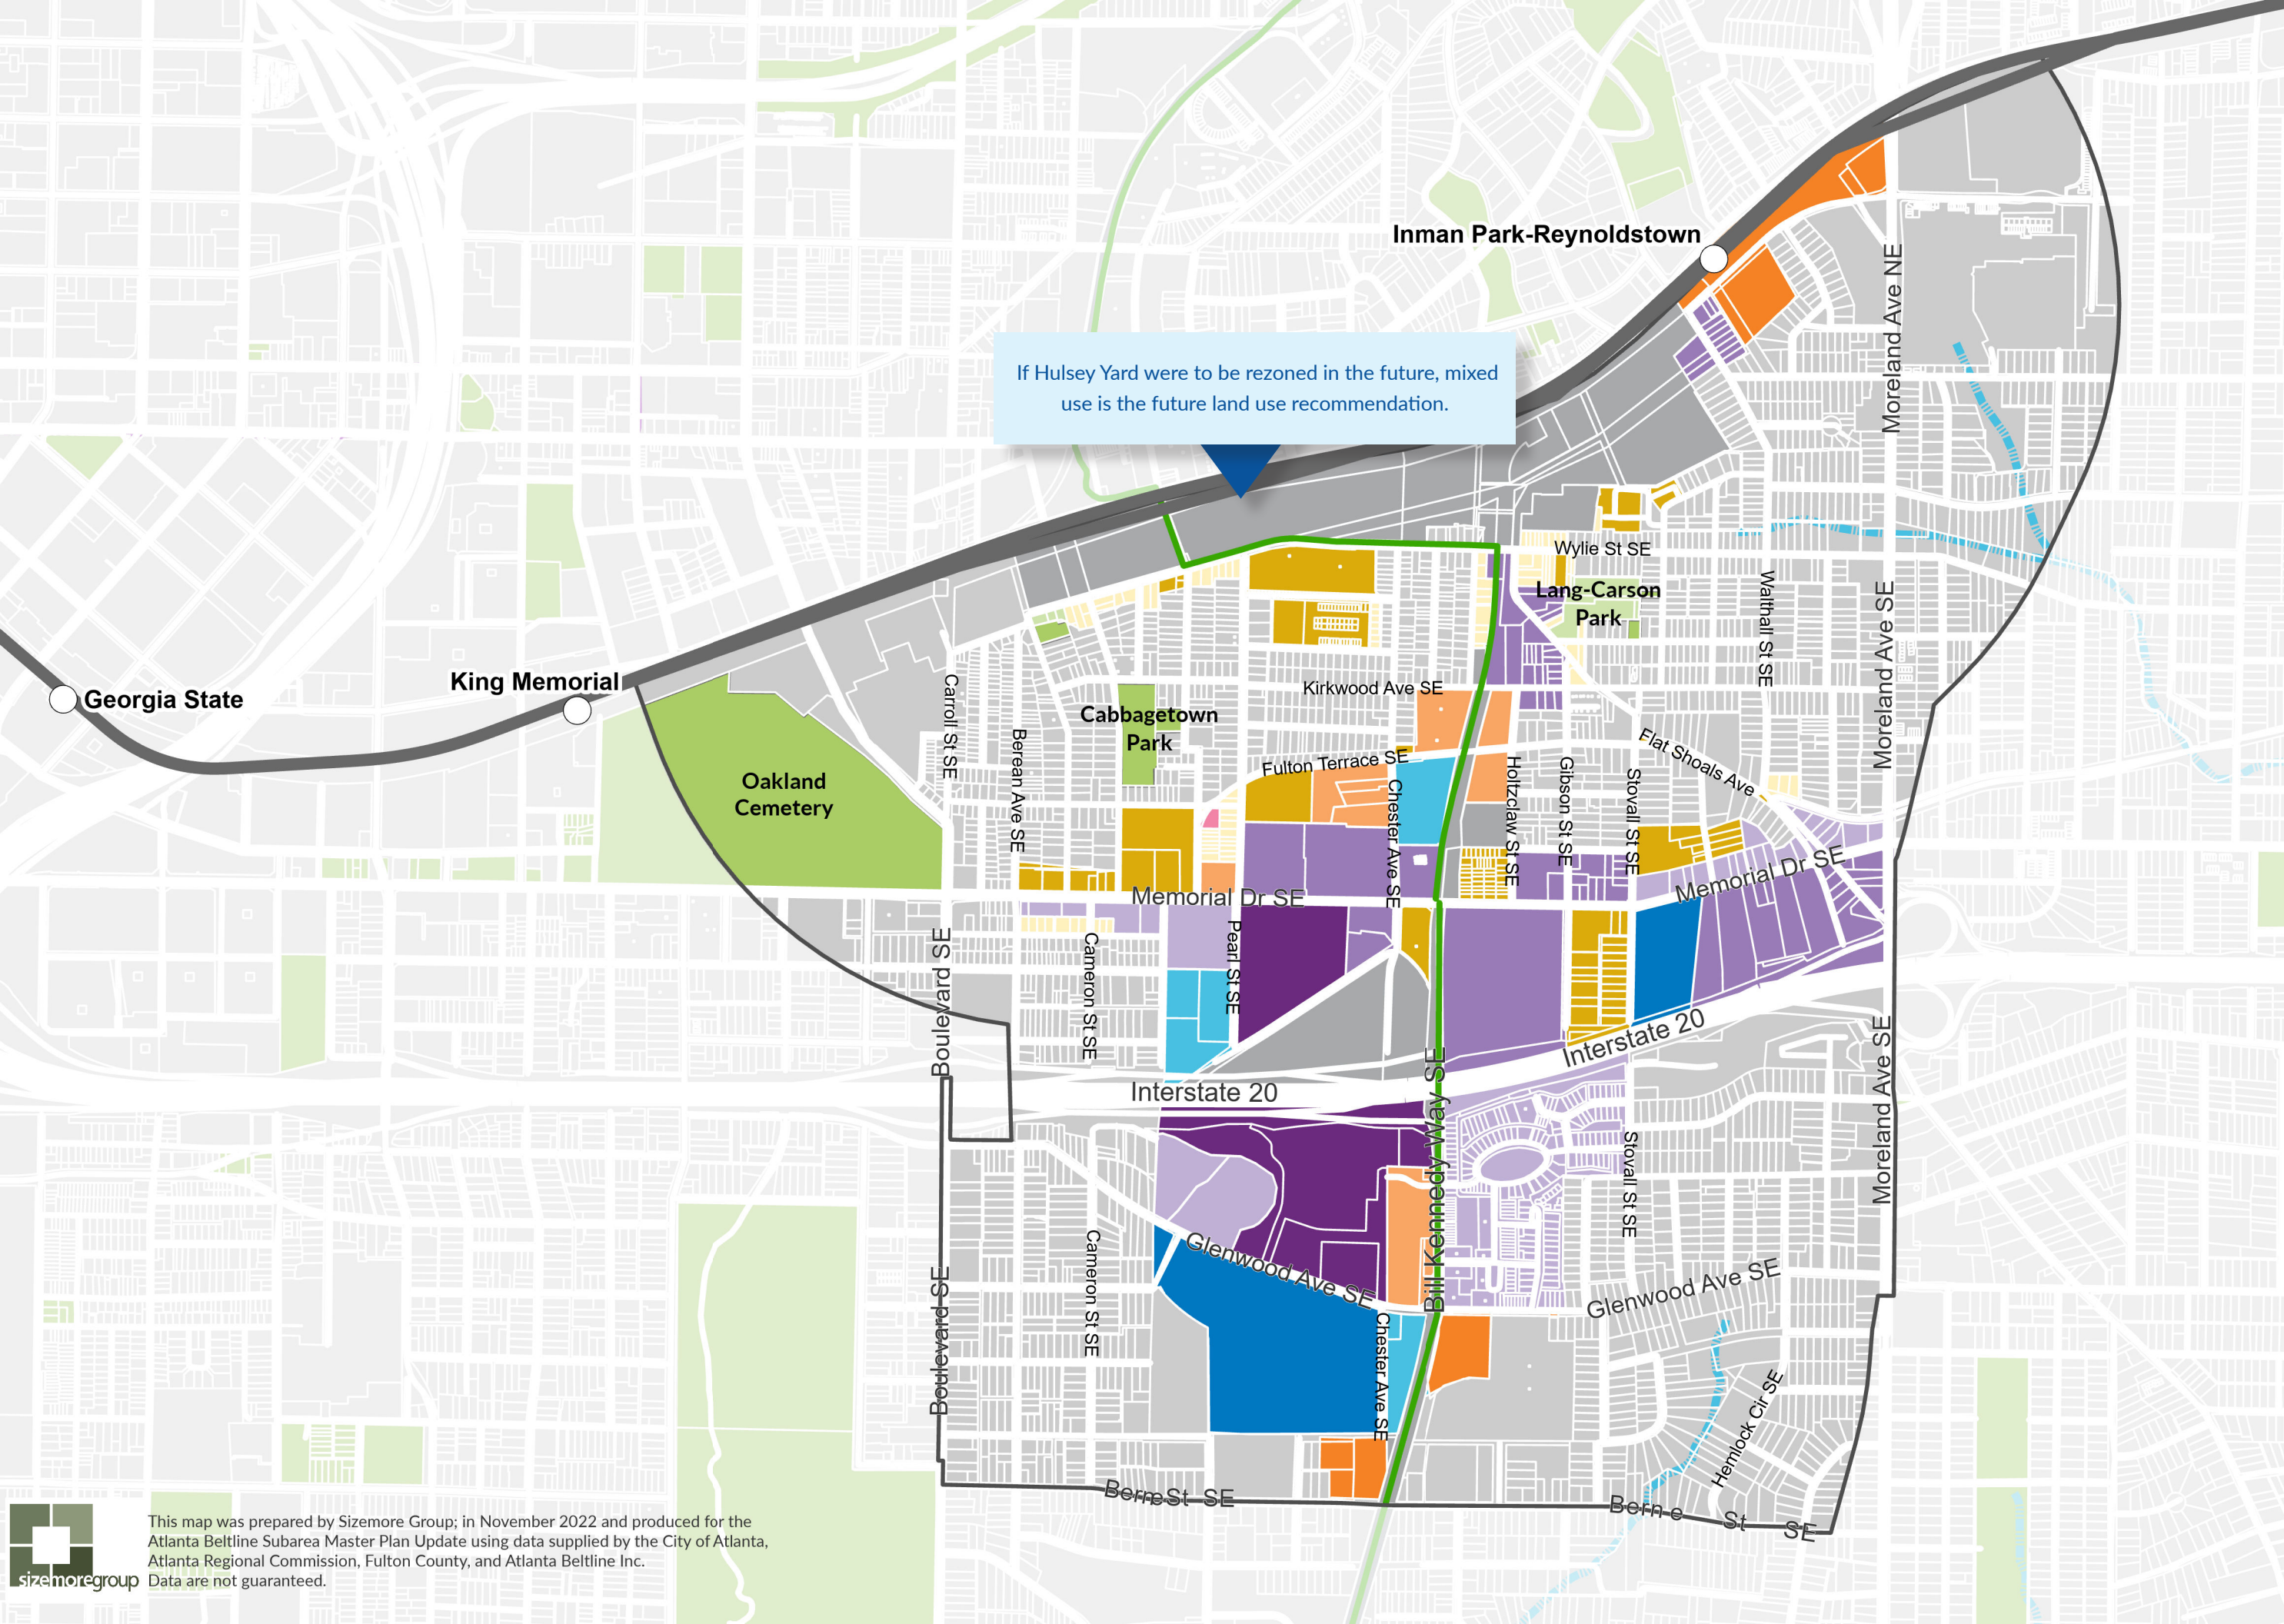 Inman Park-Reynoldstown
Moreland Ave NE
If Hulsey Yard were to be rezoned in the future, mixed
use is the future land use recommendation.
Wylie St SE
Lang-Carson
Park
Walthall St SE
Moreland Ave SE
King Memorial
Georgia State
Kirkwood Ave SE
Cabbagetown
Park
Carroll St SE
Berean Ave SE
Oakland
Cemetery
Fulton Terrace SE
Flat Shoals Ave
Chester Ave SE
Holtzclaw St SE
Gibson St SE
Stovall St SE
Memorial Dr SE
Memorial Dr SE
Pearl St SE
Cameron St SE
Boulevard SE
Interstate 20
Interstate 20
Moreland Ave SE
Bill Kennedy Way SE
Stovall St SE
Glenwood Ave SE
Glenwood Ave SE
Cameron St SE
Boulevard SE
Chester Ave SE
Hemlock Cir SE
Berne St SE
Berne St SE
This map was prepared by Sizemore Group; in November 2022 and produced for the
Atlanta Beltline Subarea Master Plan Update using data supplied by the City of Atlanta,
Atlanta Regional Commission, Fulton County, and Atlanta Beltline Inc.
Data are not guaranteed.
sizemoregroup